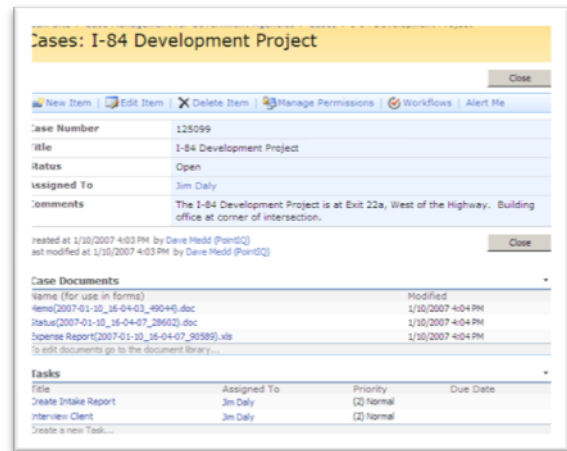 Cases: I-84 Development Project
Close
New Item | Edit Item | Delete Item | Manage Permissions | Workflows | Alert Me
Case Number 125099
Title I-84 Development Project
Status Open
Assigned To Jim Daly
Comments The I-84 Development Project is at Exit 22a, West of the Highway. Building
office at corner of intersection.
Created at 1/10/2007 4:03 PM by Dave Medd (PointIQ)
Last modified at 1/10/2007 4:03 PM by Dave Medd (PointIQ)
Close
Case Documents
Name (for use in forms) Modified
Memo(2007-01-10_16-04-03_49044).doc 1/10/2007 4:04 PM
Status(2007-01-10_16-04-07_28602).doc 1/10/2007 4:04 PM
Expense Report(2007-01-10_16-04-07_90589).xls 1/10/2007 4:04 PM
To edit documents go to the document library...
Tasks
Title Assigned To Priority Due Date
Create Intake Report Jim Daly (2) Normal
Interview Client Jim Daly (2) Normal
Create a new Task...